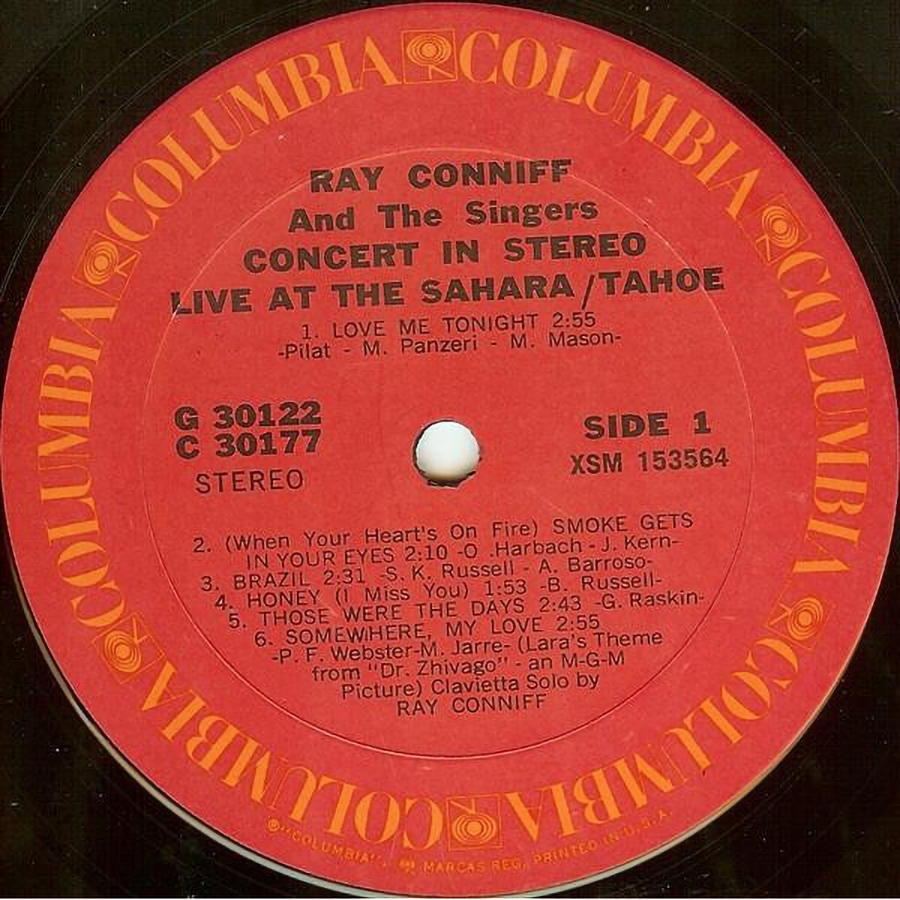 COLUMBIA COLUMBIA COLUMBIA COLUMBIA COLUMBIA COLUMBIA COLUMBIA COLUMBIA
RAY CONNIFF
And The Singers
CONCERT IN STEREO
LIVE AT THE SAHARA/TAHOE
1. LOVE ME TONIGHT 2:55
-Pilat - M. Panzeri - M. Mason-
G 30122
C 30177
STEREO
SIDE 1
XSM 153564
2. (When Your Heart's On Fire) SMOKE GETS
IN YOUR EYES 2:10 -O .Harbach - J. Kern-
3. BRAZIL 2:31 -S. K. Russell - A. Barroso-
4. HONEY (I Miss You) 1:53 -B. Russell-
5. THOSE WERE THE DAYS 2:43 -G. Raskin-
6. SOMEWHERE, MY LOVE 2:55
-P. F. Webster-M. Jarre- (Lara's Theme
from "Dr. Zhivago" - an M-G-M
Picture) Clavietta Solo by
RAY CONNIFF
®"COLUMBIA", MARCAS REG. PRINTED IN U.S.A.